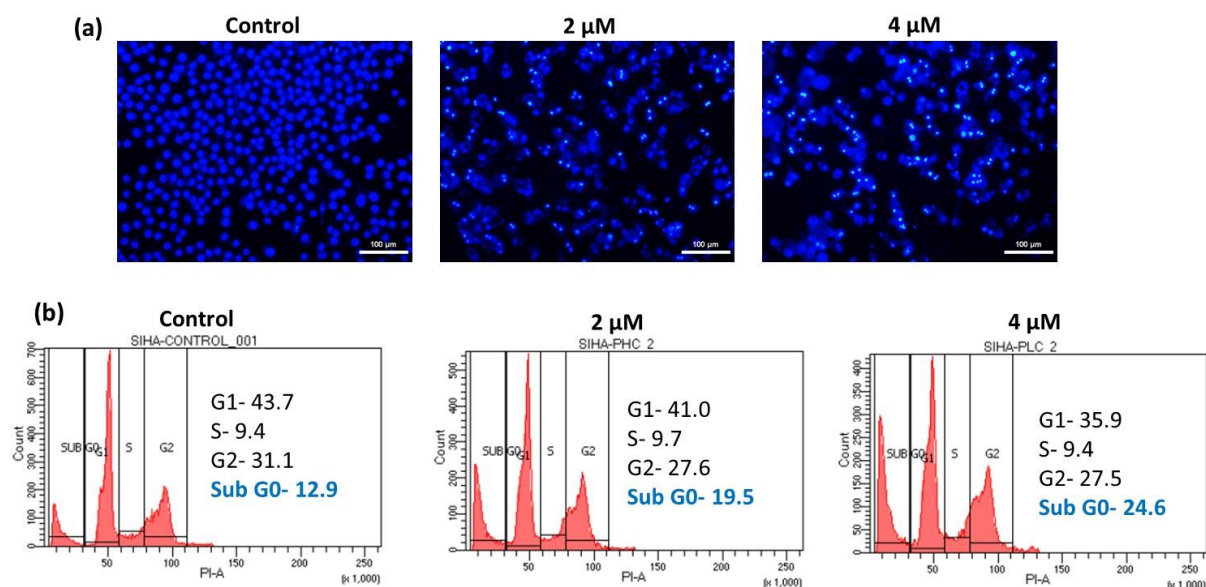 (a)
Control
2 µM
4 µM
100 µm
100 µm
100 µm
(b)
Control
SIHA-CONTROL_001
Count
0 100 200 300 400 500 600 700
SUB G0 G1 S G2
G1- 43.7
S- 9.4
G2- 31.1
Sub G0- 12.9
50 100 150 200 250
PI-A
(x 1,000)
2 µM
SIHA-PHC 2
Count
0 100 200 300 400 500
SUB G0 G1 S G2
G1- 41.0
S- 9.7
G2- 27.6
Sub G0- 19.5
50 100 150 200 250
PI-A
(x 1,000)
4 µM
SIHA-PLC 2
Count
0 50 100 150 200 250 300 350 400
SUB G0 G1 S G2
G1- 35.9
S- 9.4
G2- 27.5
Sub G0- 24.6
50 100 150 200 250
PI-A
(x 1,000)